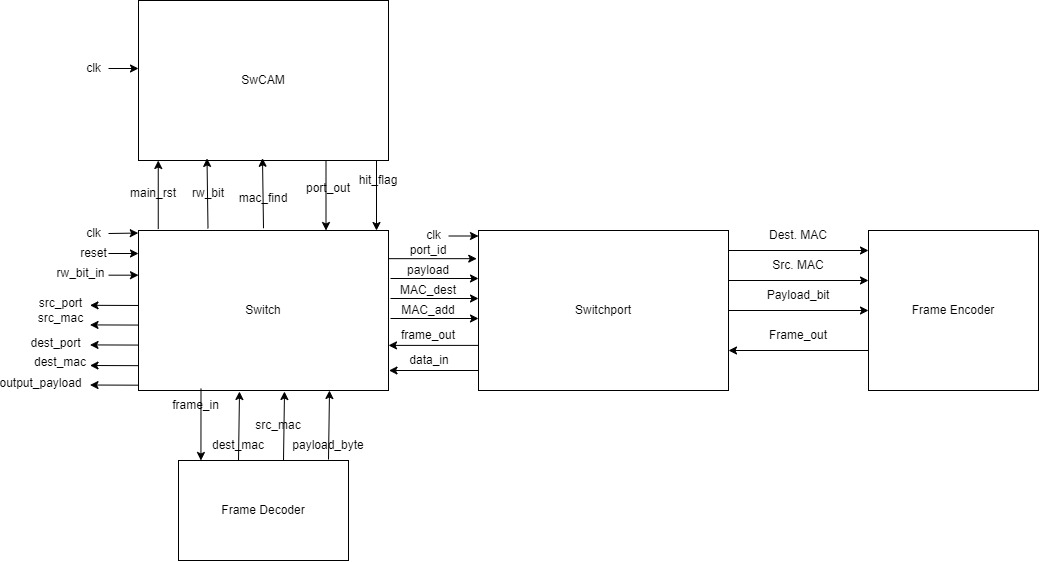 clk
SwCAM
main_rst
rw_bit
mac_find
port_out
hit_flag
clk
reset
rw_bit_in
src_port
src_mac
dest_port
dest_mac
output_payload
Switch
clk
port_id
payload
MAC_dest
MAC_add
frame_out
data_in
Switchport
Dest. MAC
Src. MAC
Payload_bit
Frame_out
Frame Encoder
frame_in
dest_mac
src_mac
payload_byte
Frame Decoder